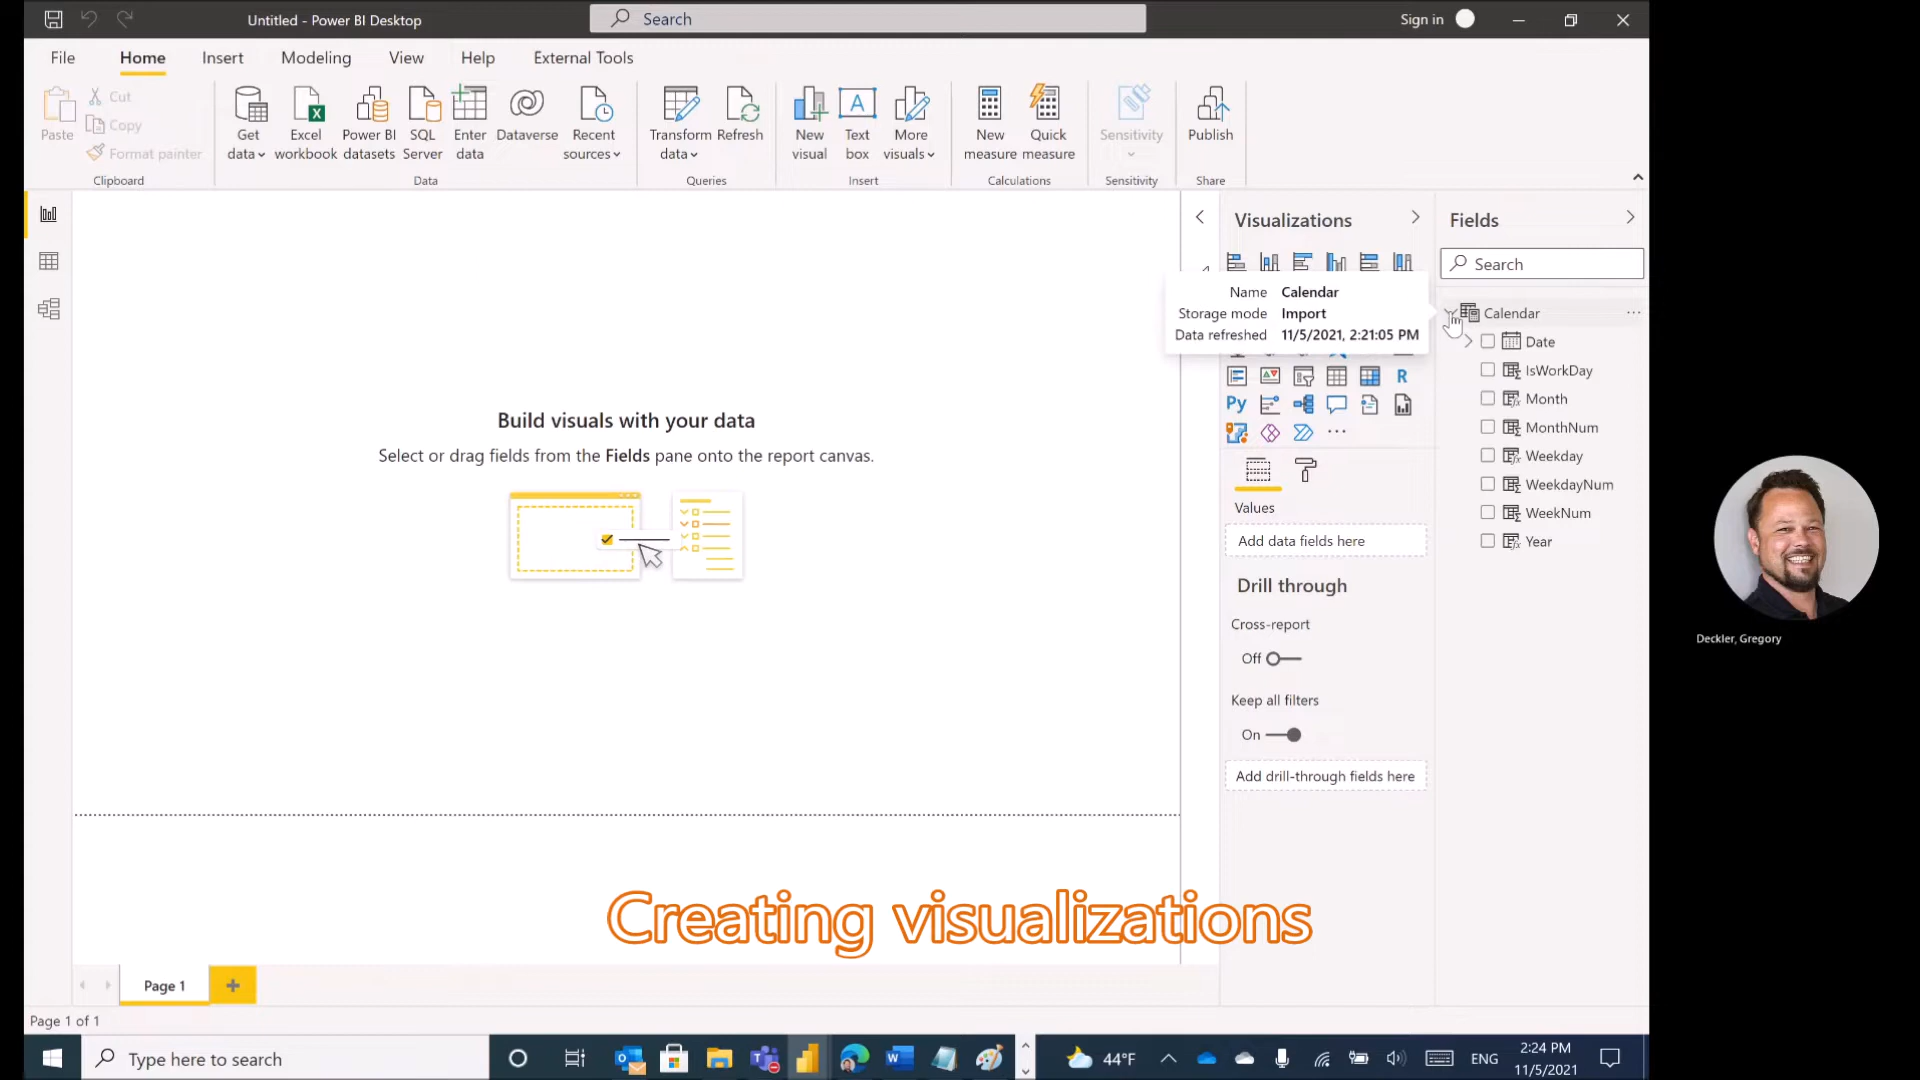 Untitled - Power BI Desktop
Search
Sign in
File
Home
Insert
Modeling
View
Help
External Tools
Paste
Cut
Copy
Format painter
Clipboard
Get data
Excel workbook
Power BI datasets
SQL Server
Enter data
Dataverse
Recent sources
Data
Transform data
Refresh
Queries
New visual
Text box
More visuals
Insert
New measure
Quick measure
Calculations
Sensitivity
Sensitivity
Publish
Share
Build visuals with your data
Select or drag fields from the Fields pane onto the report canvas.
Visualizations
Name Calendar
Storage mode Import
Data refreshed 11/5/2021, 2:21:05 PM
R
Py
Values
Add data fields here
Drill through
Cross-report
Off
Keep all filters
On
Add drill-through fields here
Fields
Search
Calendar
Date
IsWorkDay
Month
MonthNum
Weekday
WeekdayNum
WeekNum
Year
Deckler, Gregory
Creating visualizations
Page 1
Page 1 of 1
Type here to search
44°F
ENG
2:24 PM
11/5/2021